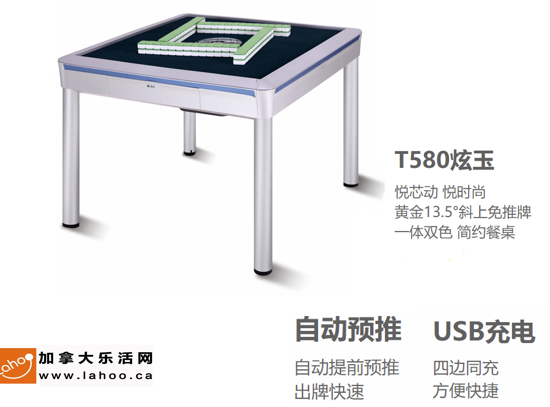 T580炫玉
悦芯动 悦时尚
黄金13.5°斜上免推牌
一体双色 简约餐桌
自动预推
自动提前预推
出牌快速
USB充电
四边同充
方便快捷
Lahoo
加拿大乐活网
www.lahoo.ca